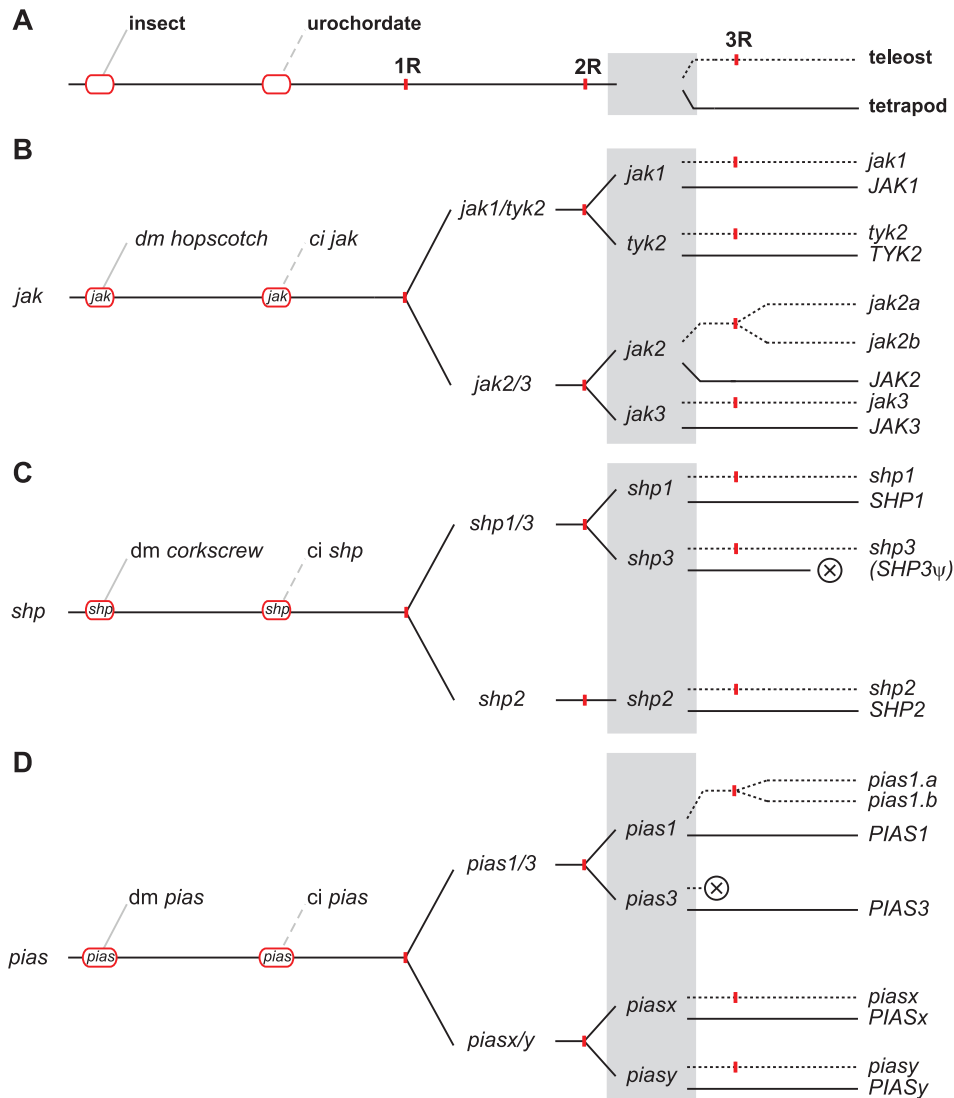 A
insect
urochordate
1R
2R
3R
teleost
tetrapod
B
dm hopscotch
ci jak
jak
jak
jak
jak1/tyk2
jak2/3
jak1
tyk2
jak2
jak3
jak1
JAK1
tyk2
TYK2
jak2a
jak2b
JAK2
jak3
JAK3
C
dm corkscrew
ci shp
shp
shp
shp
shp1/3
shp2
shp1
shp3
shp2
shp1
SHP1
shp3
(SHP3ψ)
shp2
SHP2
D
dm pias
ci pias
pias
pias
pias
pias1/3
piasx/y
pias1
pias3
piasx
piasy
pias1.a
pias1.b
PIAS1
PIAS3
piasx
PIASx
piasy
PIASy